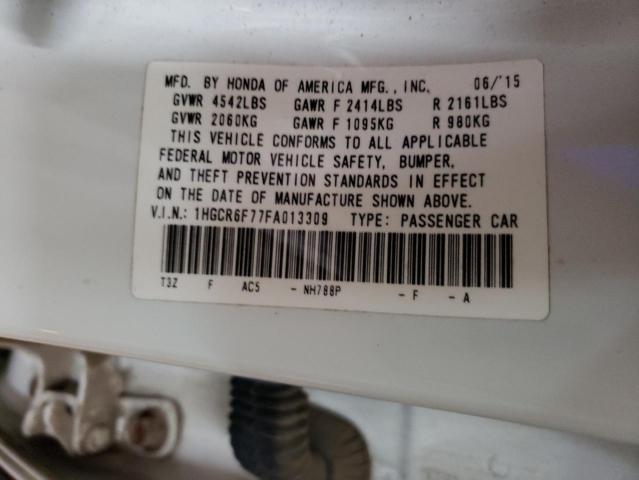 MFD. BY HONDA OF AMERICA MFG., INC. 06/'15
GVWR 4542LBS GAWR F 2414LBS R 2161LBS
GVWR 2060KG GAWR F 1095KG R 980KG
THIS VEHICLE CONFORMS TO ALL APPLICABLE
FEDERAL MOTOR VEHICLE SAFETY, BUMPER,
AND THEFT PREVENTION STANDARDS IN EFFECT
ON THE DATE OF MANUFACTURE SHOWN ABOVE.
V.I.N.: 1HGCR6F77FA013309 TYPE: PASSENGER CAR
T3Z F AC5 - NH788P - F - A